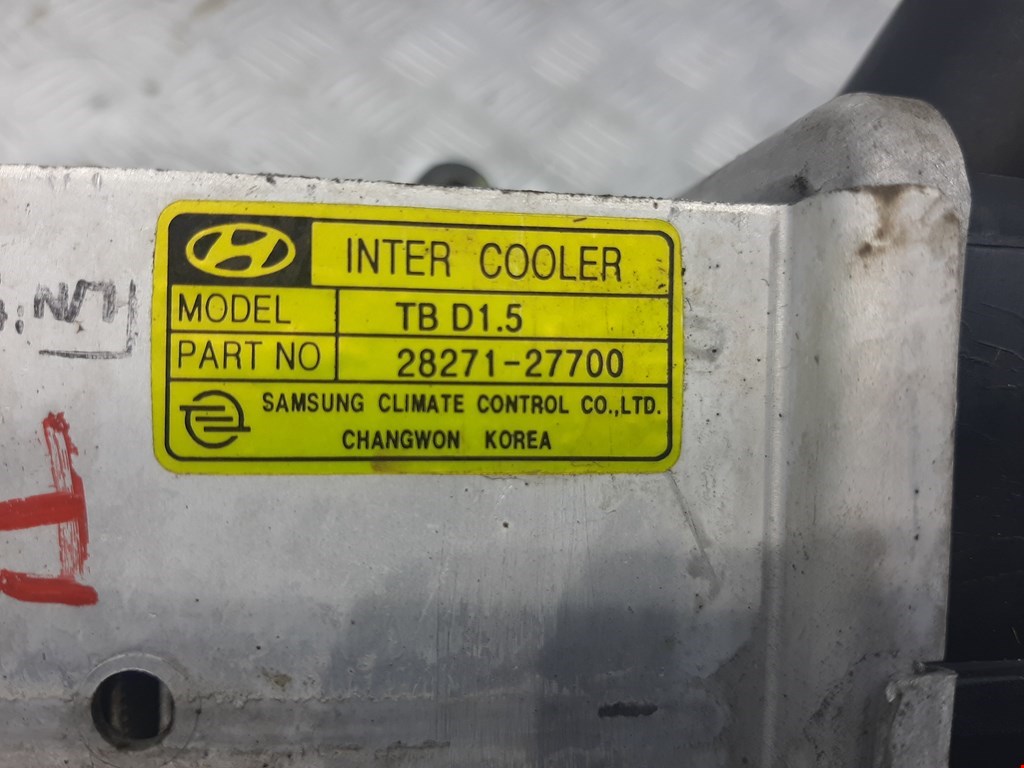 INTER COOLER
MODEL TB D1.5
PART NO 28271-27700
SAMSUNG CLIMATE CONTROL CO.,LTD.
CHANGWON KOREA